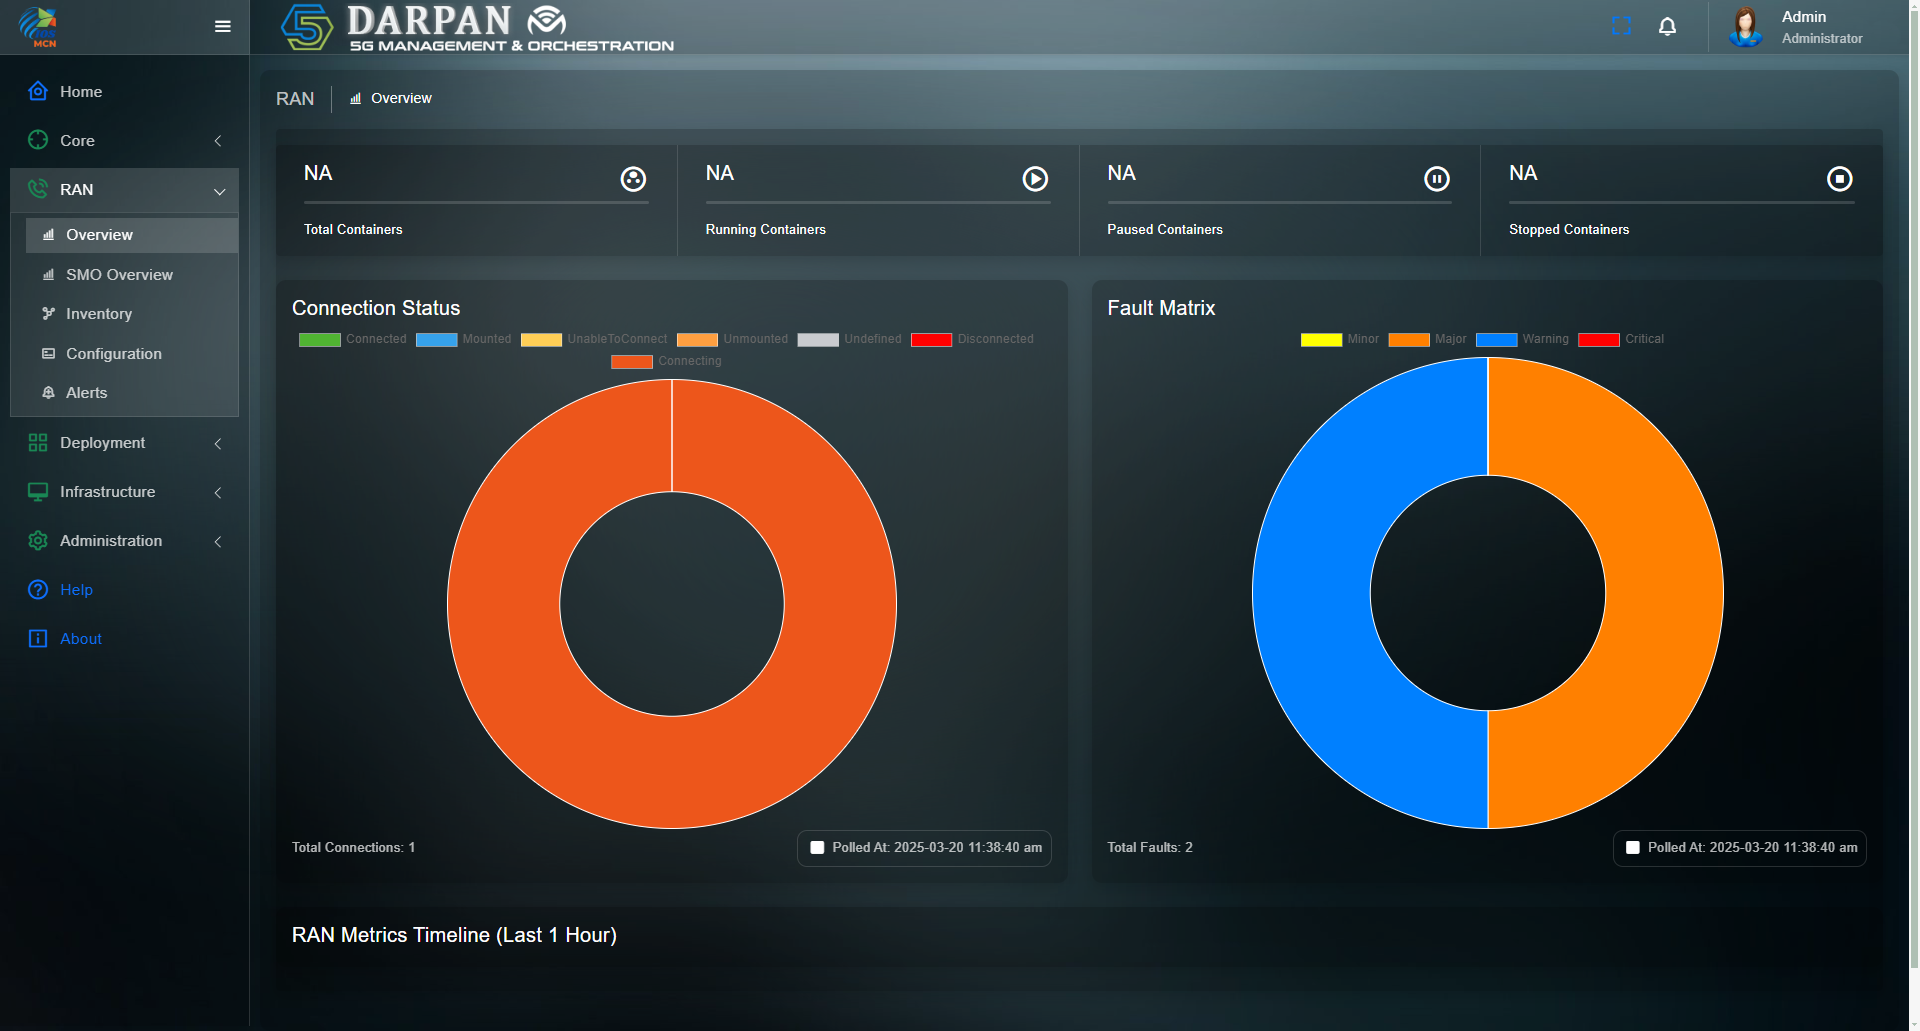 MCN
DARPAN
5G MANAGEMENT & ORCHESTRATION
Admin
Administrator
Home
Core
RAN
Overview
SMO Overview
Inventory
Configuration
Alerts
Deployment
Infrastructure
Administration
Help
About
RAN
Overview
NA
Total Containers
NA
Running Containers
NA
Paused Containers
NA
Stopped Containers
Connection Status
Connected Mounted UnableToConnect Unmounted Undefined Disconnected
Connecting
Total Connections: 1
Polled At: 2025-03-20 11:38:40 am
Fault Matrix
Minor Major Warning Critical
Total Faults: 2
Polled At: 2025-03-20 11:38:40 am
RAN Metrics Timeline (Last 1 Hour)